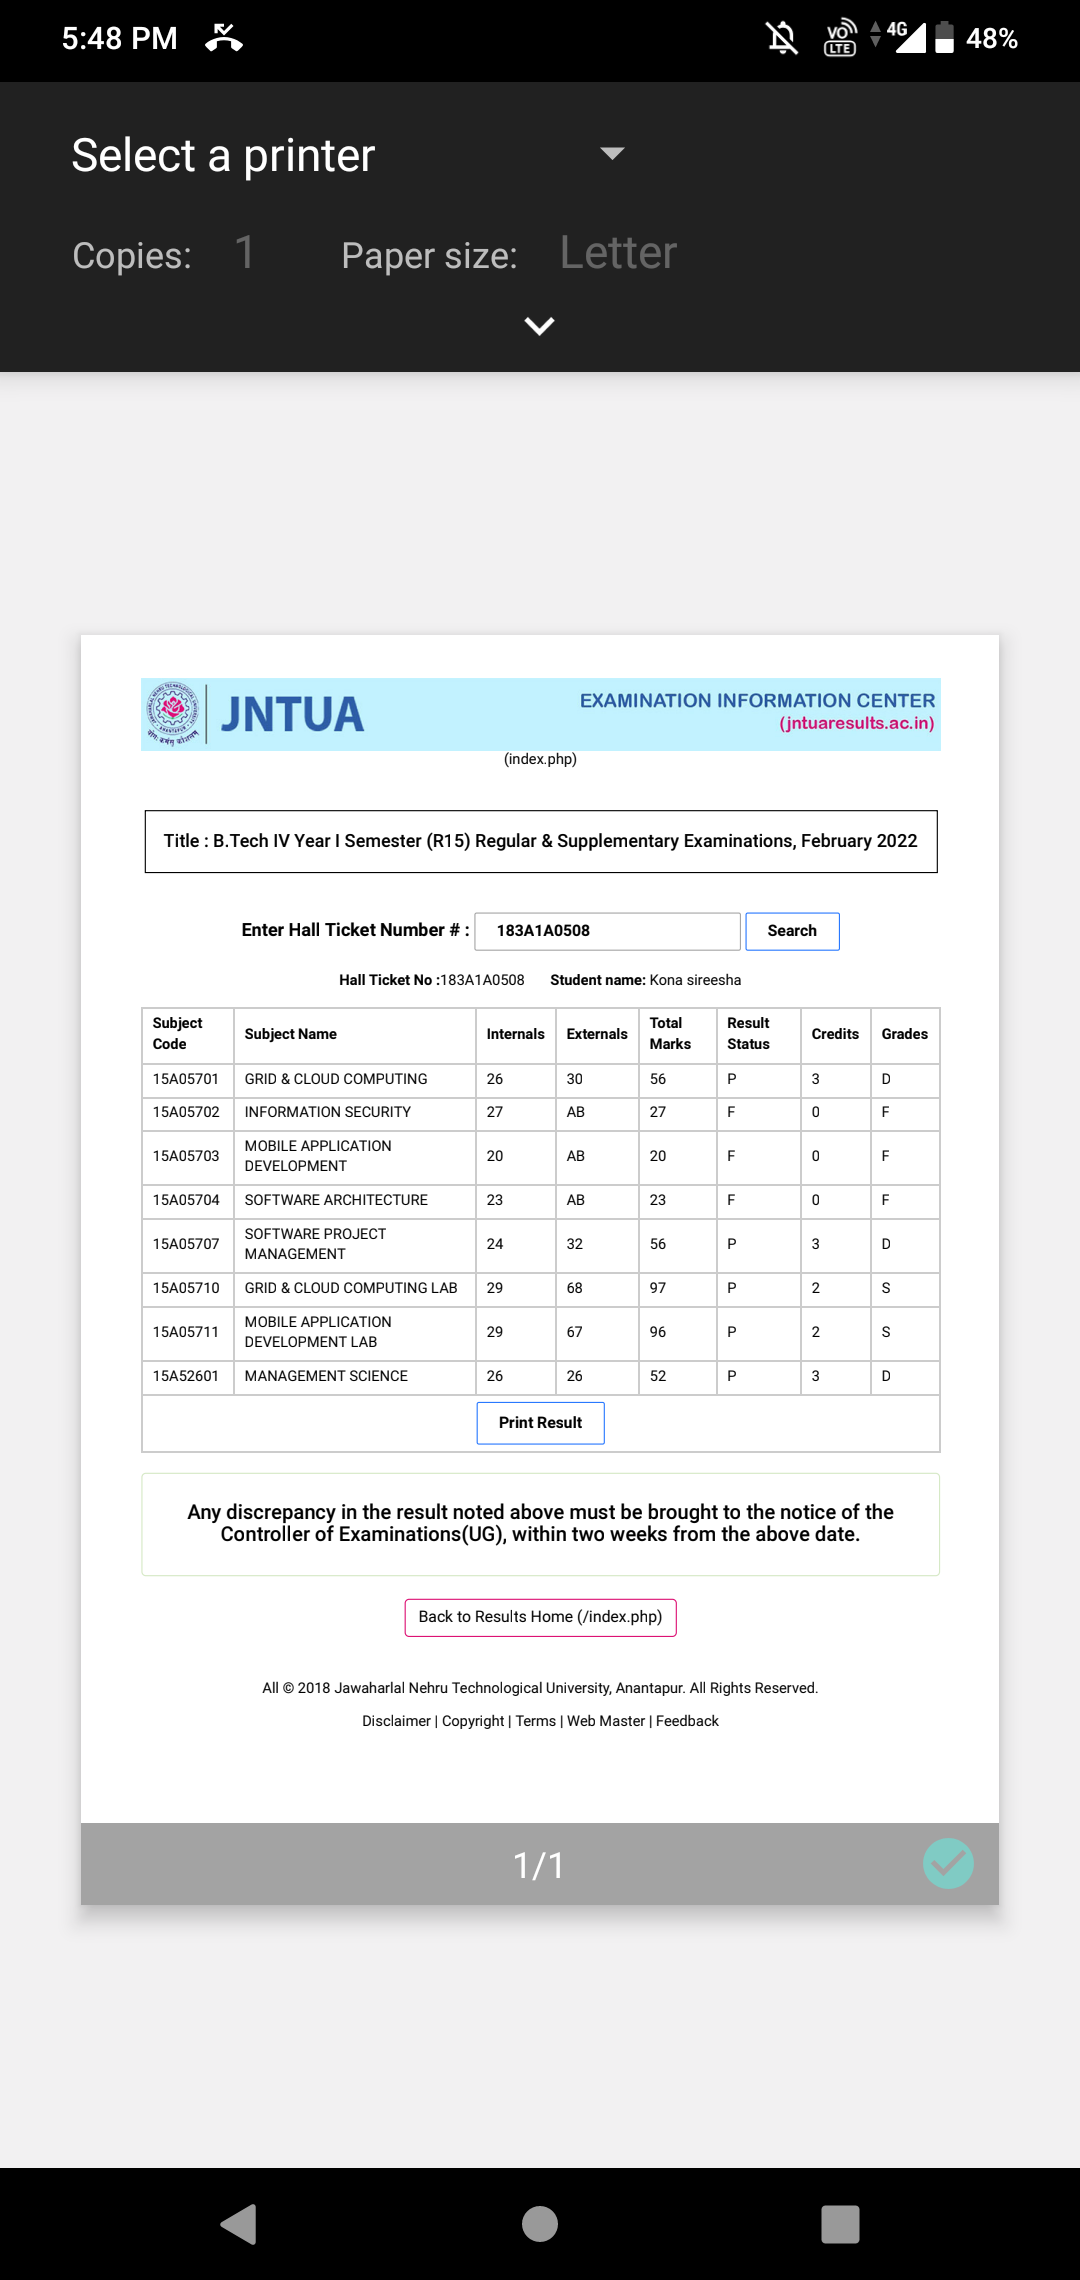 5:48 PM
VO LTE 4G 48%
Select a printer
Copies: 1 Paper size: Letter
JNTUA
EXAMINATION INFORMATION CENTER
(jntuaresults.ac.in)
(index.php)
Title : B.Tech IV Year I Semester (R15) Regular & Supplementary Examinations, February 2022
Enter Hall Ticket Number # : 183A1A0508 Search
Hall Ticket No :183A1A0508 Student name: Kona sireesha
Subject Code Subject Name Internals Externals Total Marks Result Status Credits Grades
15A05701 GRID & CLOUD COMPUTING 26 30 56 P 3 D
15A05702 INFORMATION SECURITY 27 AB 27 F 0 F
15A05703 MOBILE APPLICATION DEVELOPMENT 20 AB 20 F 0 F
15A05704 SOFTWARE ARCHITECTURE 23 AB 23 F 0 F
15A05707 SOFTWARE PROJECT MANAGEMENT 24 32 56 P 3 D
15A05710 GRID & CLOUD COMPUTING LAB 29 68 97 P 2 S
15A05711 MOBILE APPLICATION DEVELOPMENT LAB 29 67 96 P 2 S
15A52601 MANAGEMENT SCIENCE 26 26 52 P 3 D
Print Result
Any discrepancy in the result noted above must be brought to the notice of the
Controller of Examinations(UG), within two weeks from the above date.
Back to Results Home (/index.php)
All © 2018 Jawaharlal Nehru Technological University, Anantapur. All Rights Reserved.
Disclaimer | Copyright | Terms | Web Master | Feedback
1/1